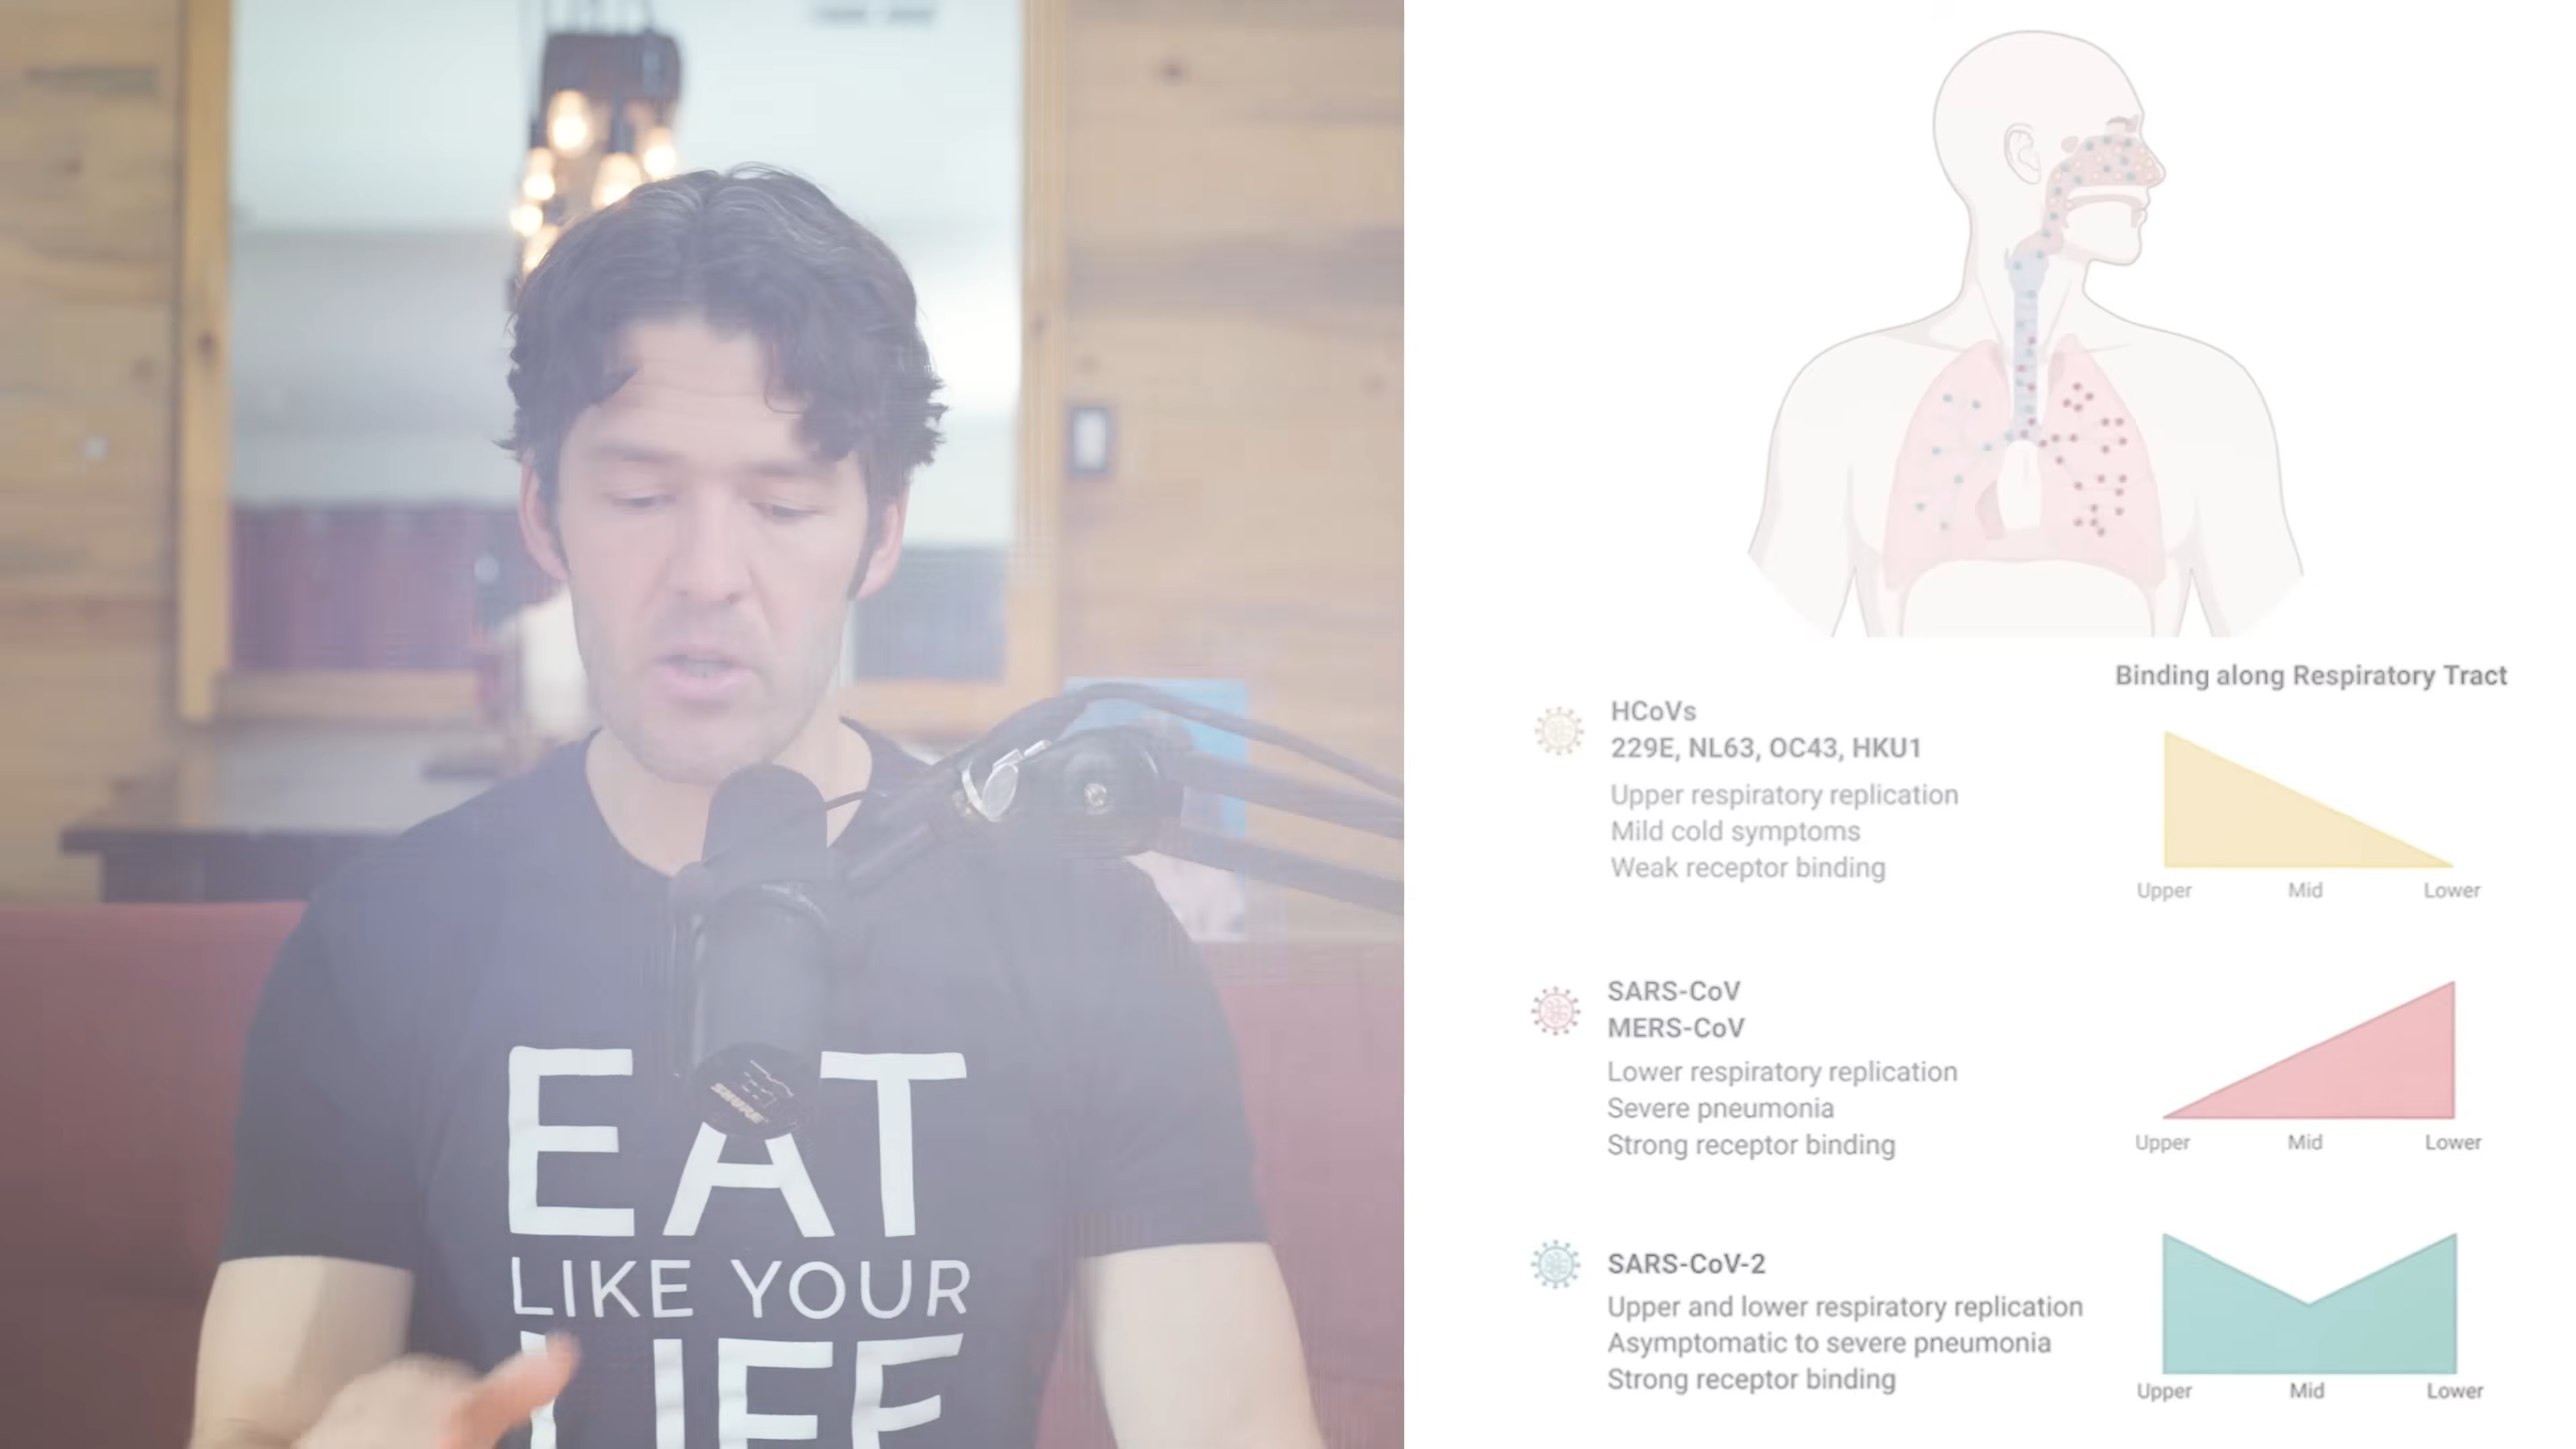 EAT
LIKE YOUR
LIFE
SHURE
Binding along Respiratory Tract
HCoVs
229E, NL63, OC43, HKU1
Upper respiratory replication
Mild cold symptoms
Weak receptor binding
Upper Mid Lower
SARS-CoV
MERS-CoV
Lower respiratory replication
Severe pneumonia
Strong receptor binding
Upper Mid Lower
SARS-CoV-2
Upper and lower respiratory replication
Asymptomatic to severe pneumonia
Strong receptor binding
Upper Mid Lower